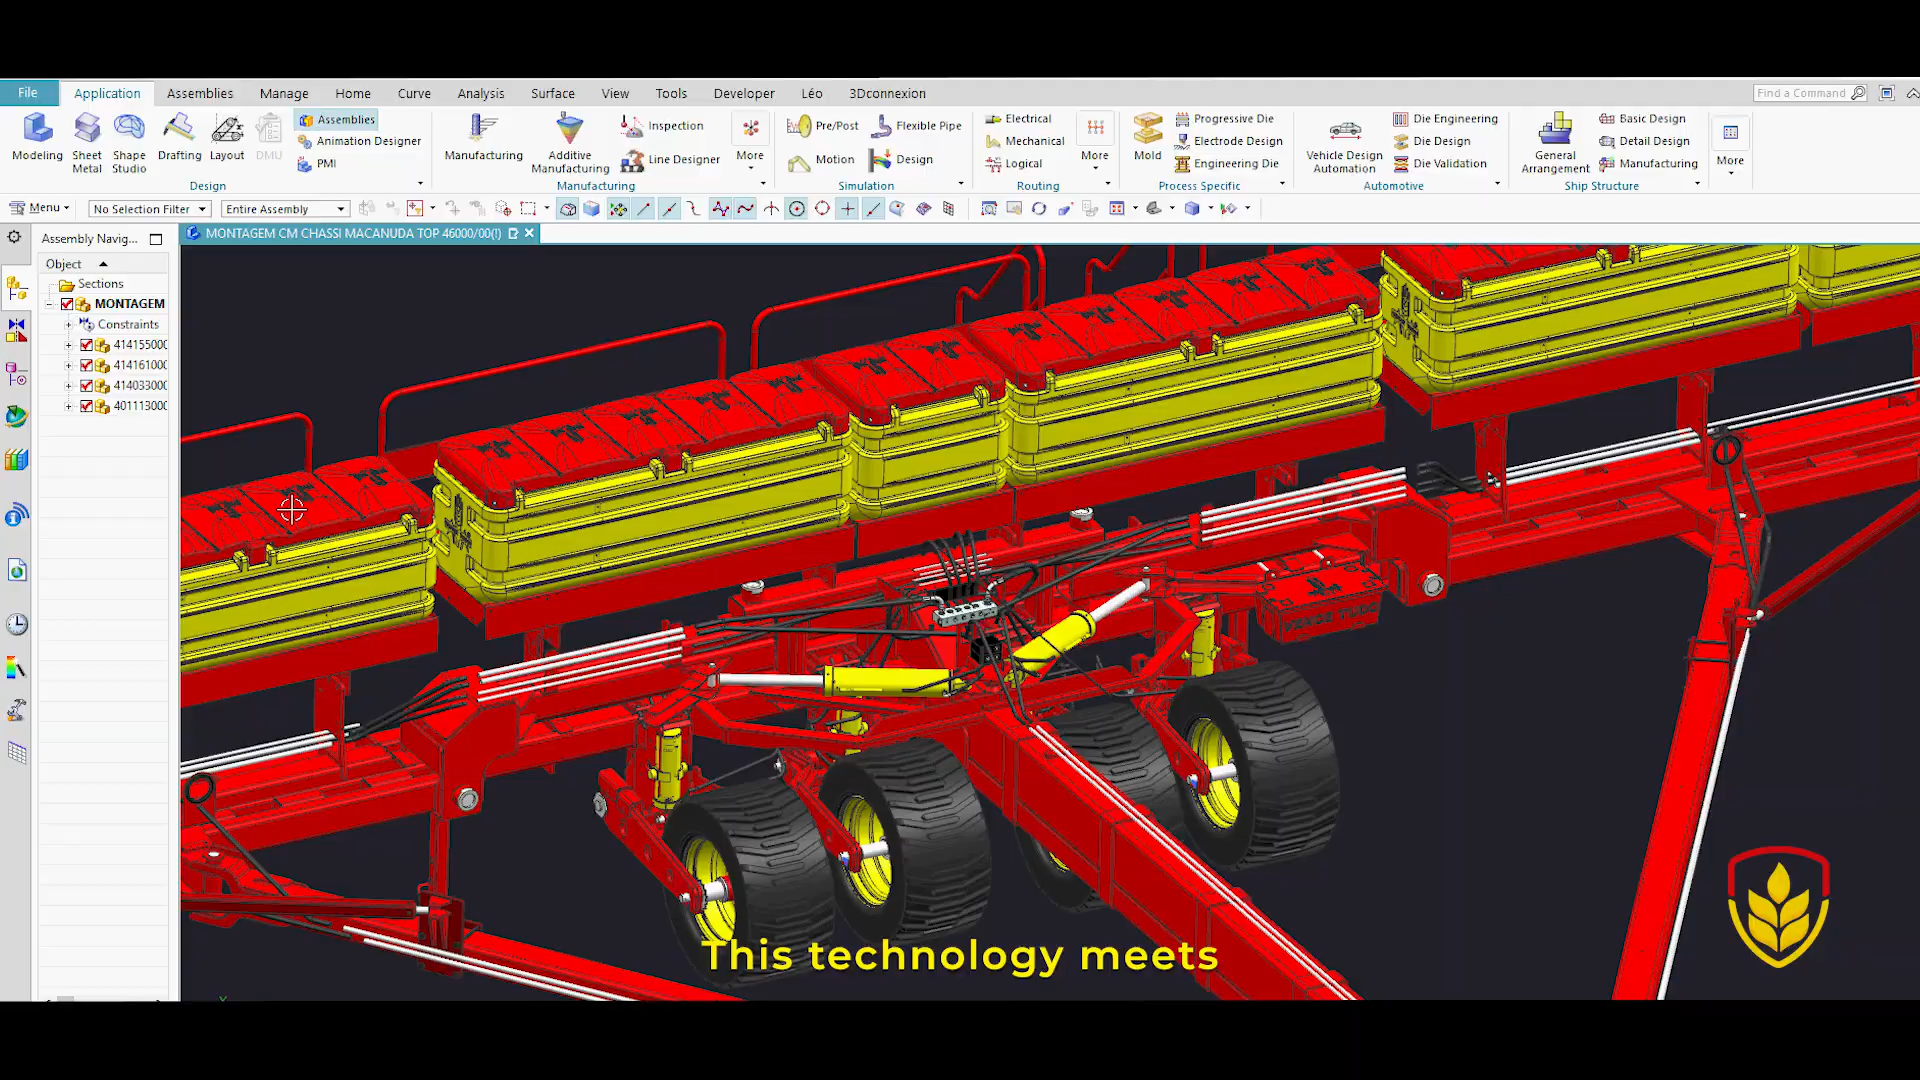 File Application Assemblies Manage Home Curve Analysis Surface View Tools Developer Léo 3Dconnexion Find a Command
Modeling Sheet Metal Shape Studio Drafting Layout DMU Assemblies Animation Designer PMI
Design
Manufacturing Additive Manufacturing Inspection Line Designer More
Manufacturing
Pre/Post Motion Flexible Pipe Design
Simulation
Electrical Mechanical Logical More
Routing
Mold Progressive Die Electrode Design Engineering Die
Process Specific
Vehicle Design Automation Die Engineering Die Design Die Validation
Automotive
General Arrangement Basic Design Detail Design Manufacturing
Ship Structure
More
Menu No Selection Filter Entire Assembly
Assembly Navig...
MONTAGEM CM CHASSI MACANUDA TOP 46000/00(!)
Object
Sections
MONTAGEM
Constraints
414155000
414161000
414033000
401113000
VENCE TUDO
This technology meets